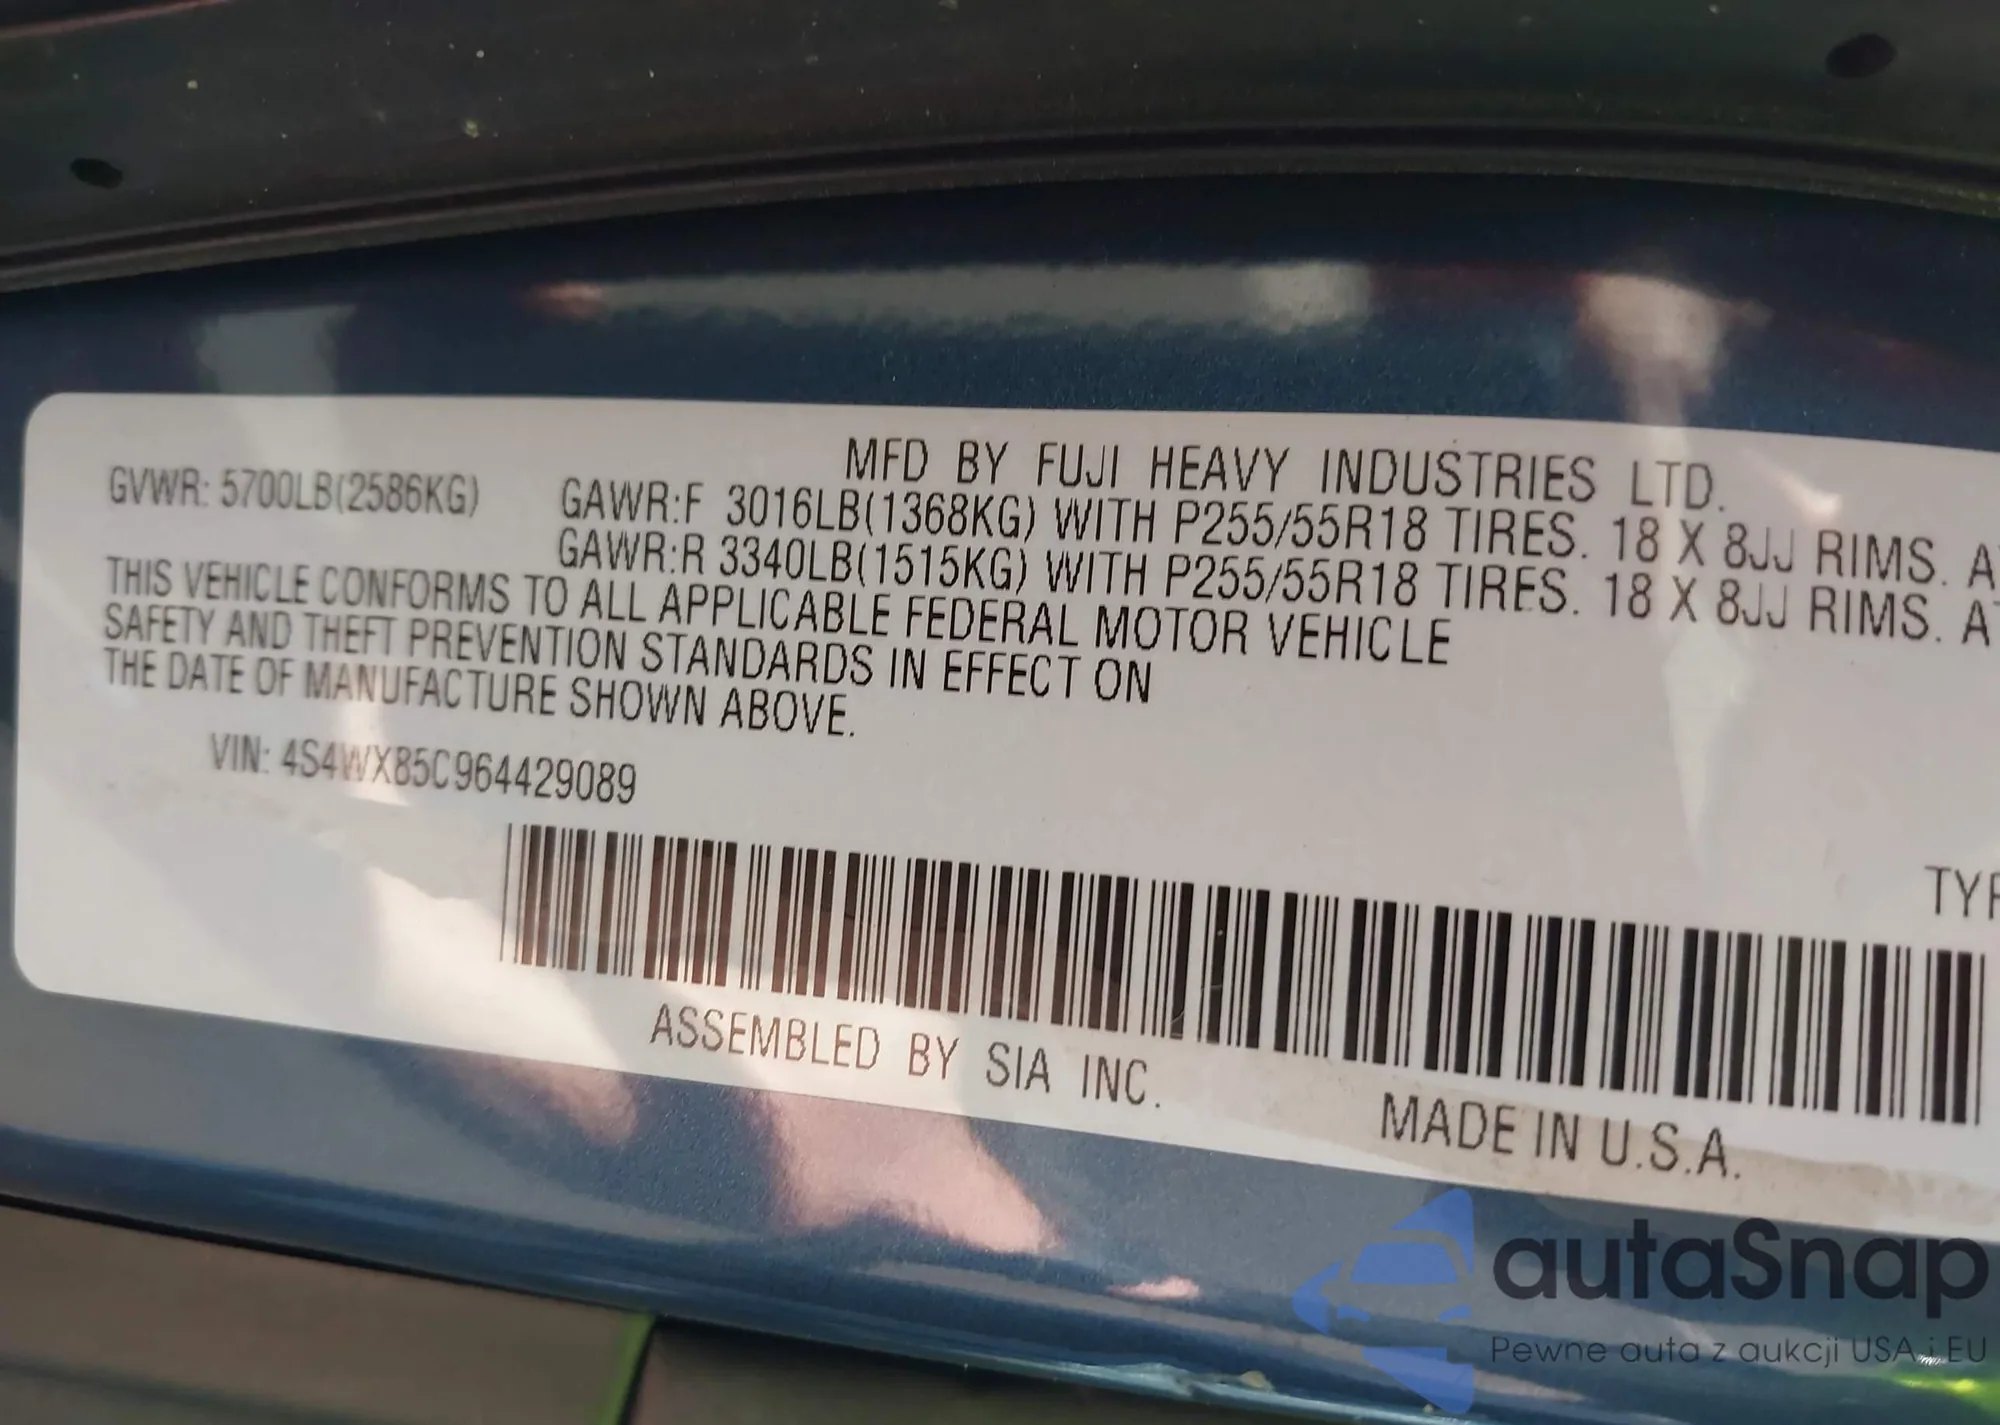 MFD BY FUJI HEAVY INDUSTRIES LTD.
GVWR: 5700LB(2586KG) GAWR:F 3016LB(1368KG) WITH P255/55R18 TIRES. 18 X 8JJ RIMS. A
GAWR:R 3340LB(1515KG) WITH P255/55R18 TIRES. 18 X 8JJ RIMS. A
THIS VEHICLE CONFORMS TO ALL APPLICABLE FEDERAL MOTOR VEHICLE
SAFETY AND THEFT PREVENTION STANDARDS IN EFFECT ON
THE DATE OF MANUFACTURE SHOWN ABOVE.
VIN: 4S4WX85C964429089
TYP
ASSEMBLED BY SIA INC.
MADE IN U.S.A.
autaSnap
Pewne auta z aukcji USA i EU